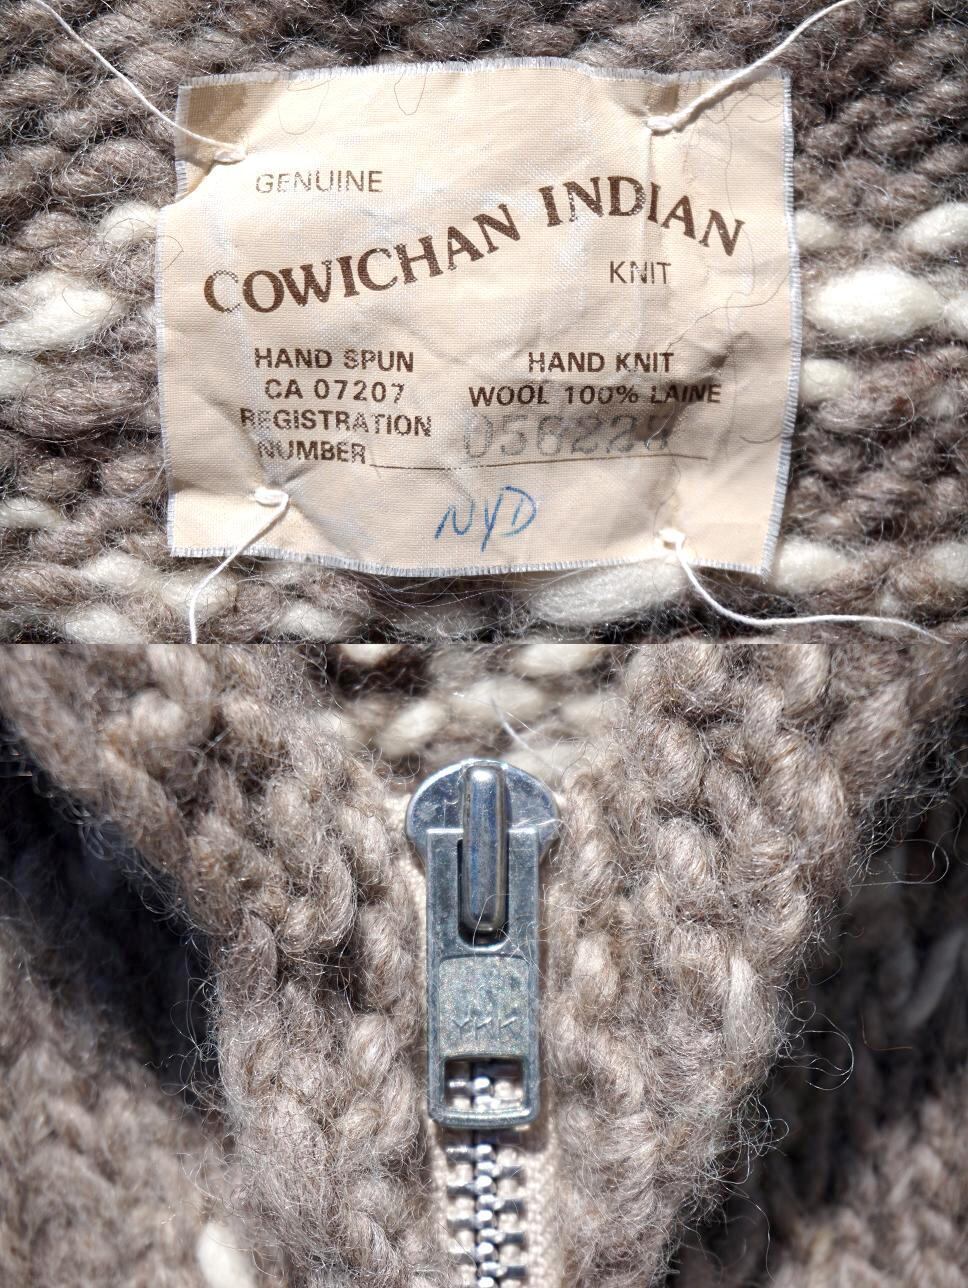 GENUINE
COWICHAN INDIAN
KNIT
HAND SPUN
CA 07207
REGISTRATION
NUMBER
HAND KNIT
WOOL 100% LAINE
NYD
YKK